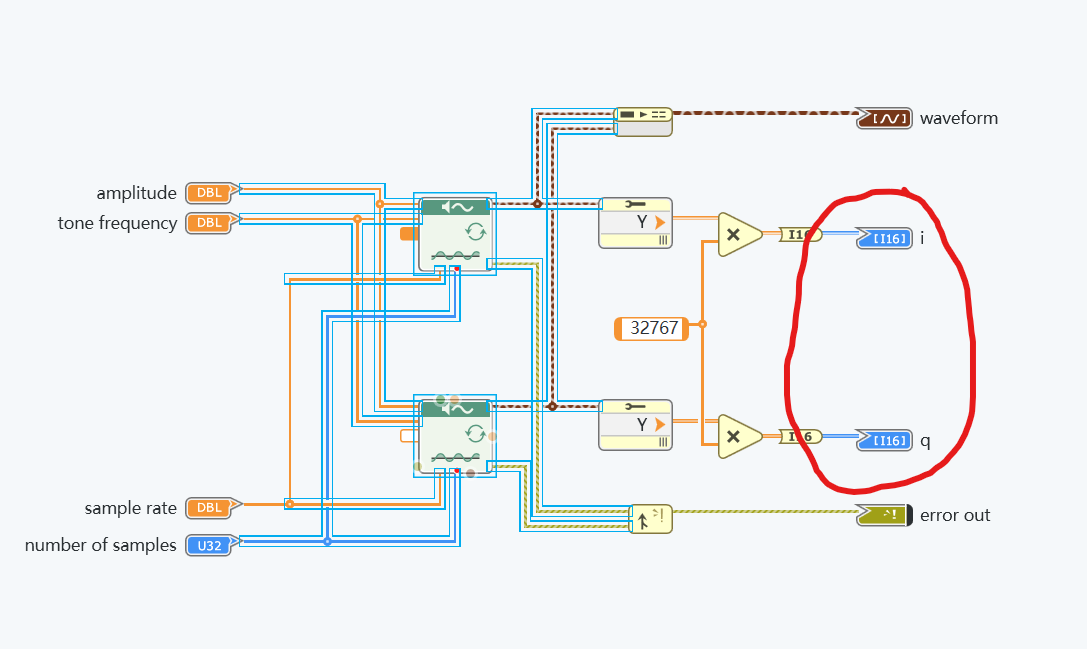 waveform
amplitude DBL
tone frequency DBL
Y
× I16 [I16] i
32767
Y
× I16 [I16] q
sample rate DBL
number of samples U32
error out